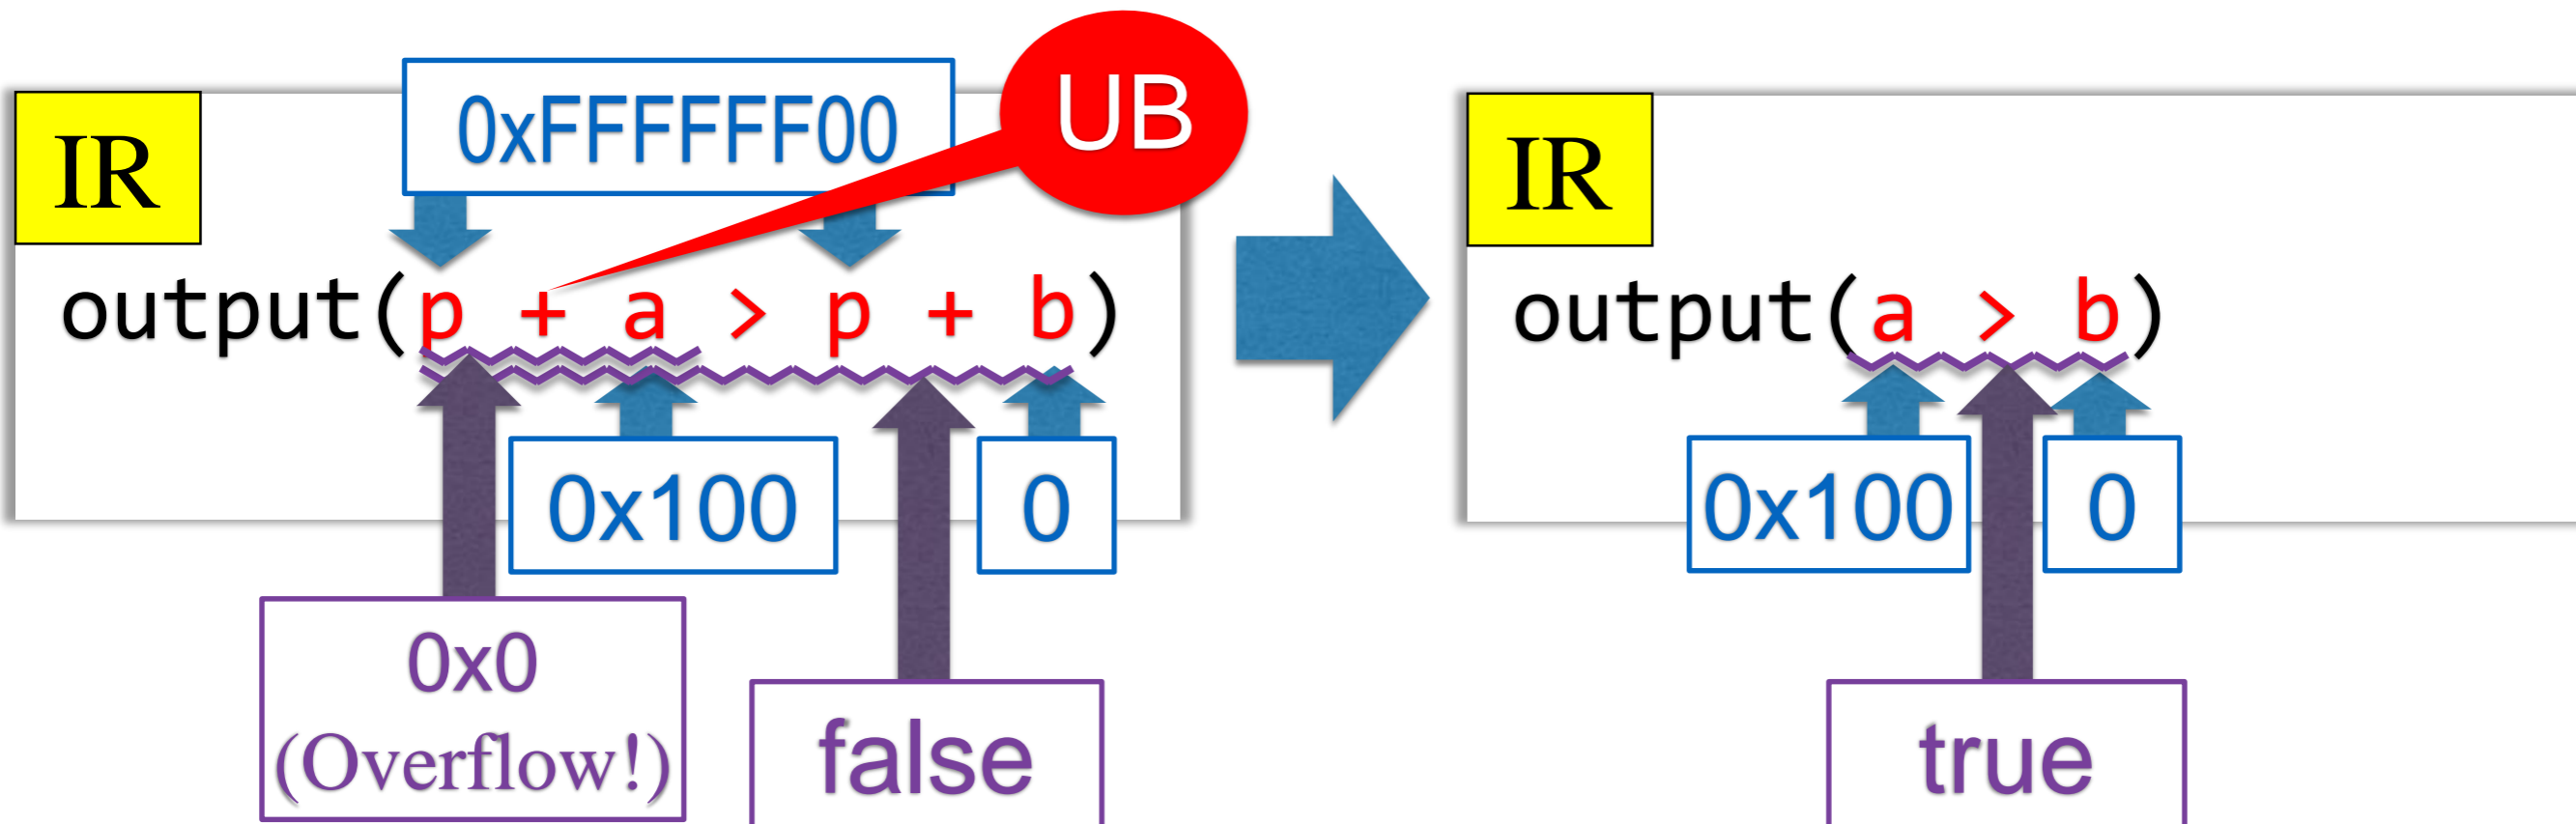 UB
0xFFFFFF00
IR
output(p + a > p + b)
0x100
0
0x0
(Overflow!)
false
IR
output(a > b)
0x100
0
true